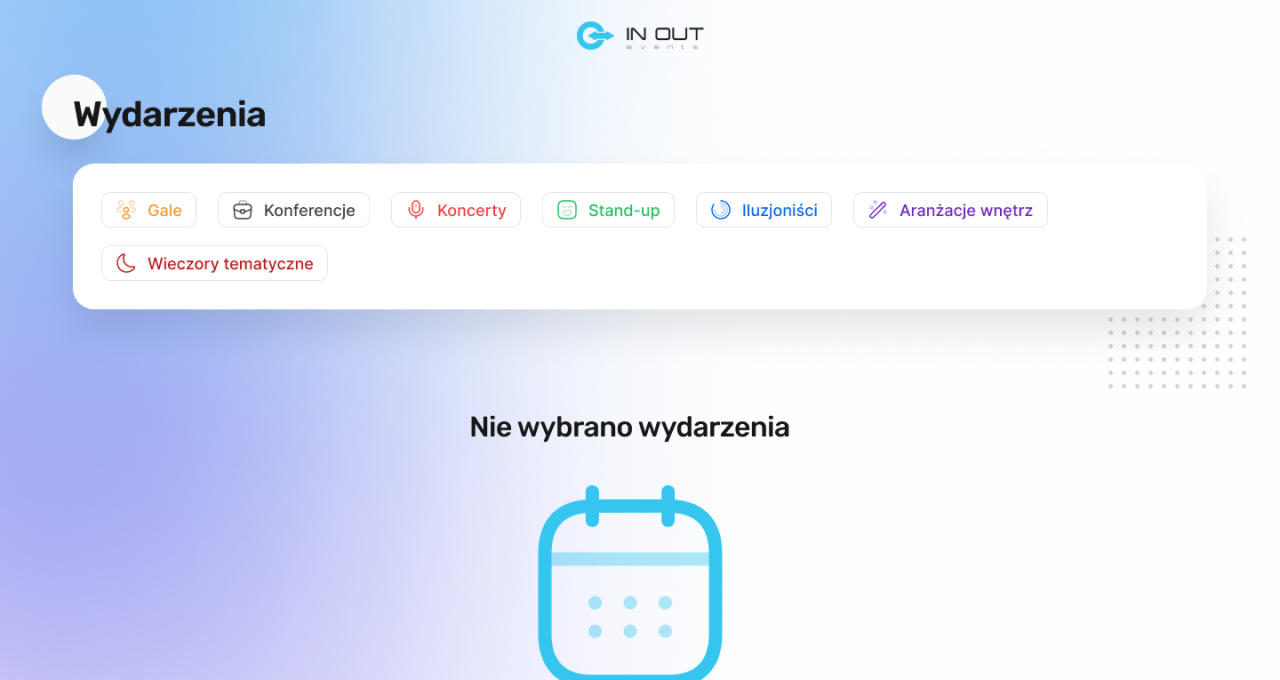 IN OUT
events
Wydarzenia
Gale
Konferencje
Koncerty
Stand-up
Iluzjoniści
Aranżacje wnętrz
Wieczory tematyczne
Nie wybrano wydarzenia